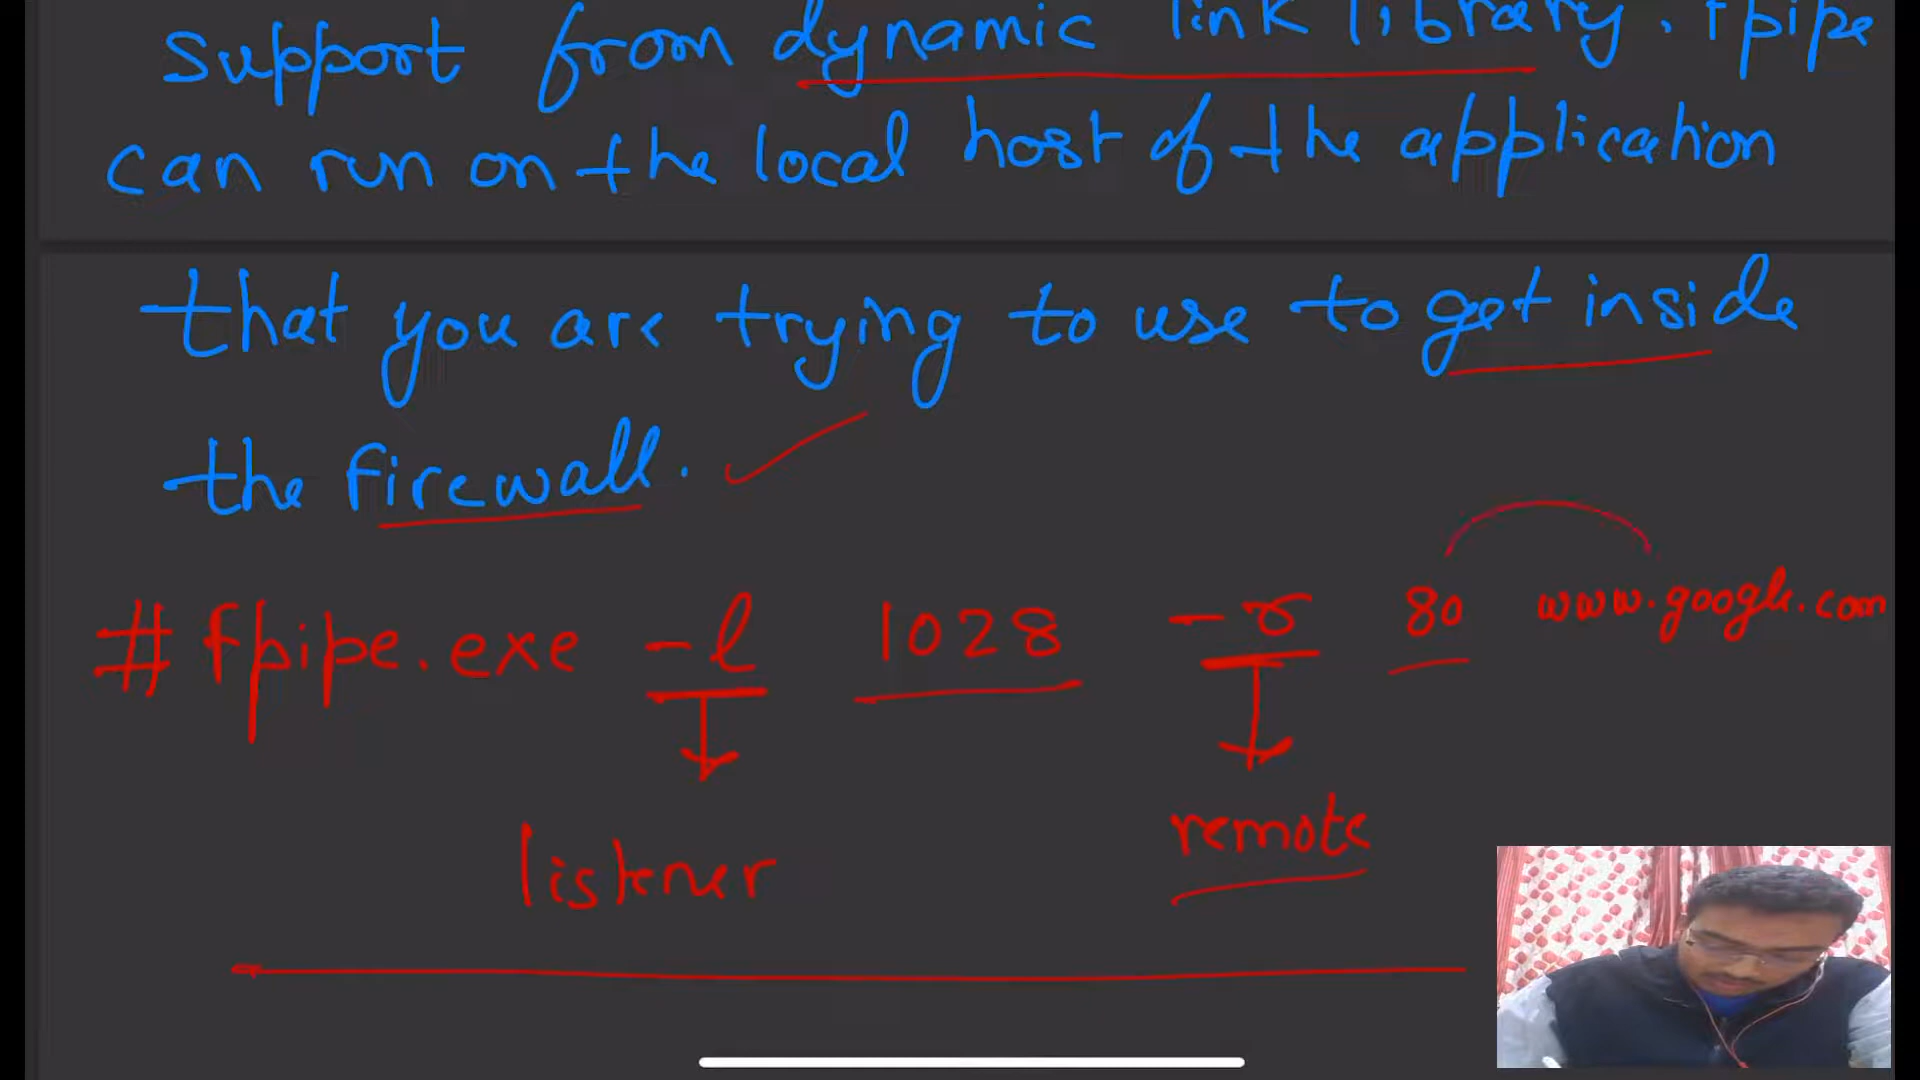 support from dynamic link library. fpipe
can run on the local host of the application
that you are trying to use to get inside
the firewall.
# fpipe.exe -l 1028 -r 80 www.google.com
listener remote